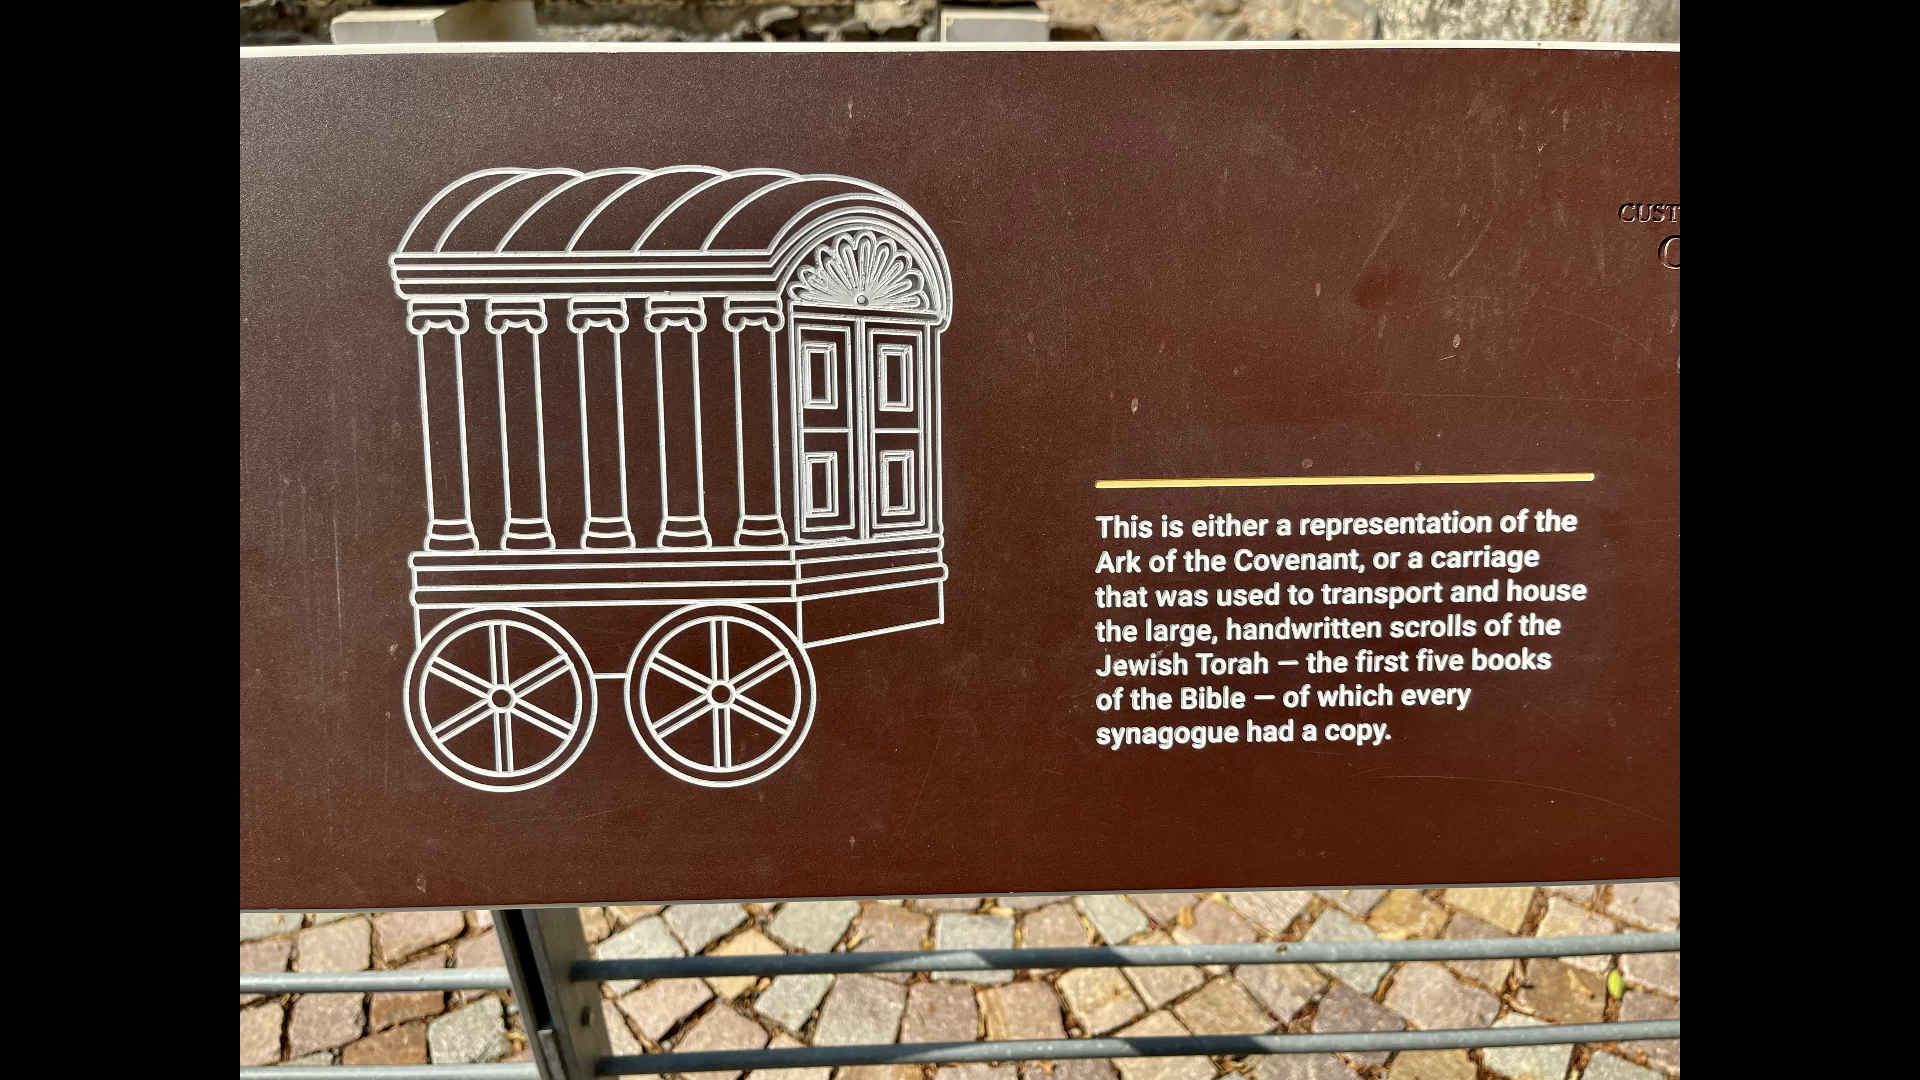 CUST
This is either a representation of the
Ark of the Covenant, or a carriage
that was used to transport and house
the large, handwritten scrolls of the
Jewish Torah — the first five books
of the Bible — of which every
synagogue had a copy.